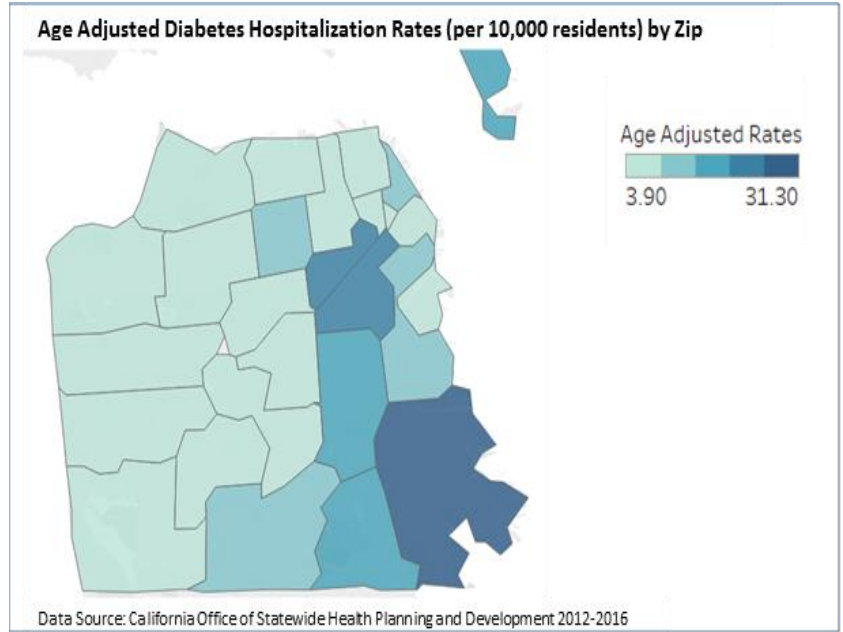 Age Adjusted Diabetes Hospitalization Rates (per 10,000 residents) by Zip
Age Adjusted Rates
3.90 31.30
Data Source: California Office of Statewide Health Planning and Development 2012-2016